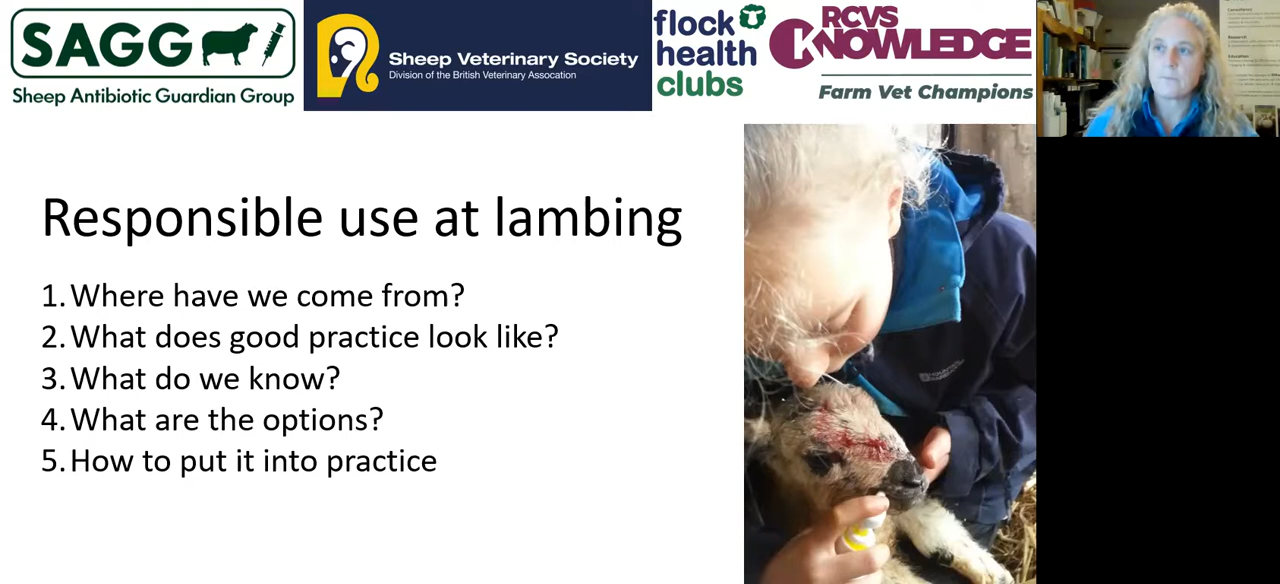 SAGG
Sheep Antibiotic Guardian Group
Sheep Veterinary Society
Division of the British Veterinary Assocation
flock
health
clubs
RCVS
KNOWLEDGE
Farm Vet Champions
Responsible use at lambing
1. Where have we come from?
2. What does good practice look like?
3. What do we know?
4. What are the options?
5. How to put it into practice